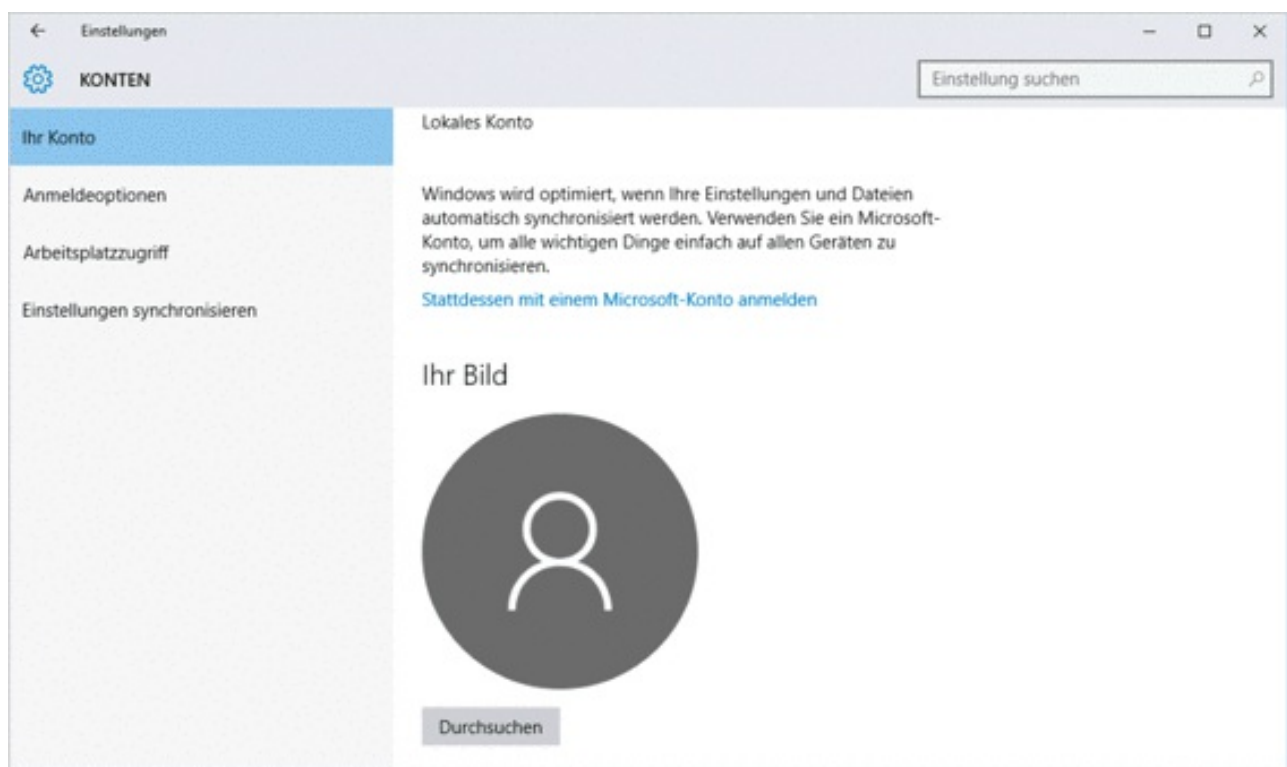 Einstellungen
KONTEN
Einstellung suchen
Ihr Konto
Anmeldeoptionen
Arbeitsplatzzugriff
Einstellungen synchronisieren
Lokales Konto
Windows wird optimiert, wenn Ihre Einstellungen und Dateien
automatisch synchronisiert werden. Verwenden Sie ein Microsoft-
Konto, um alle wichtigen Dinge einfach auf allen Geräten zu
synchronisieren.
Stattdessen mit einem Microsoft-Konto anmelden
Ihr Bild
Durchsuchen